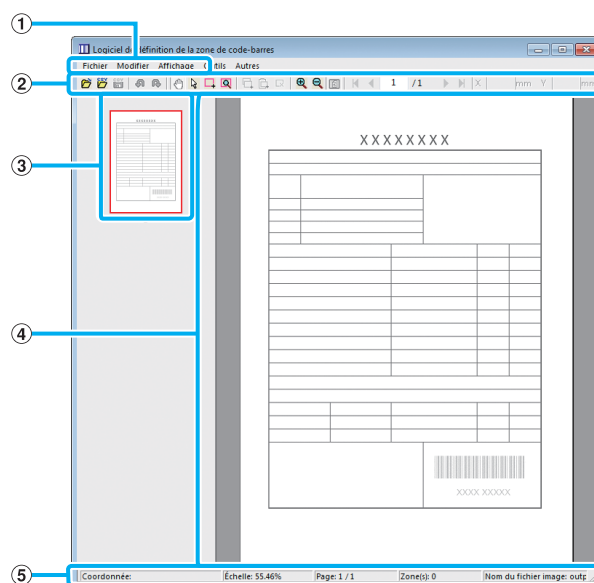 1
Logiciel de définition de la zone de code-barres
Fichier Modifier Affichage Outils Autres
2
1 /1 X mm Y mm
3
XXXXXXXX
XXXXXXXX
4
XXXX XXXXX
5
Coordonnée: Échelle: 55.46% Page: 1 / 1 Zone(s): 0 Nom du fichier image: outp